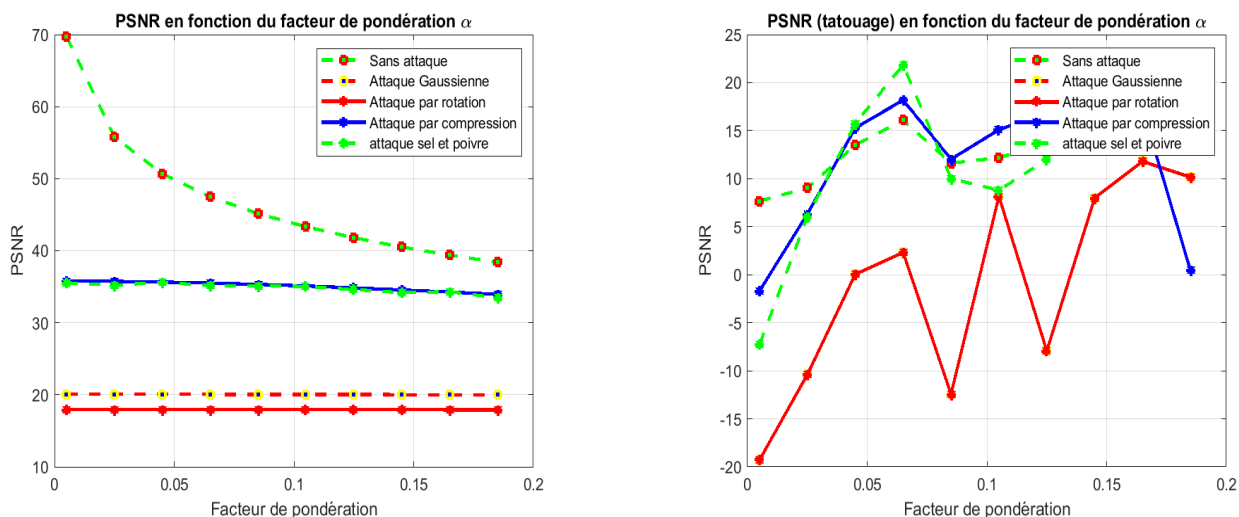 PSNR en fonction du facteur de pondération α
70
60
50
40
30
20
10
PSNR
0
0.05
0.1
0.15
0.2
Facteur de pondération
Sans attaque
Attaque Gaussienne
Attaque par rotation
Attaque par compression
attaque sel et poivre
PSNR (tatouage) en fonction du facteur de pondération α
25
20
15
10
5
0
-5
-10
-15
-20
PSNR
0
0.05
0.1
0.15
0.2
Facteur de pondération
Sans attaque
Attaque Gaussienne
Attaque par rotation
Attaque par compression
attaque sel et poivre